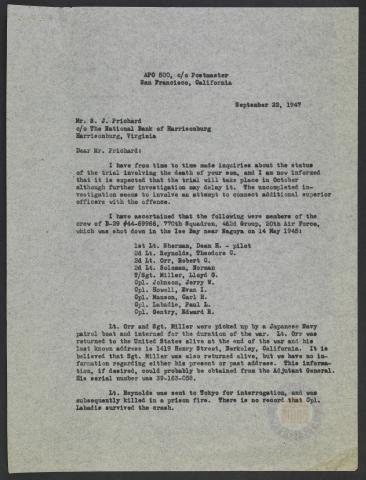 APO 500, c/o Postmaster
San Francisco, California
September 22, 1947
Mr. S. J. Prichard
c/o The National Bank of Harrisonburg
Harrisonburg, Virginia
Dear Mr. Prichard:
I have from time to time made inquiries about the status
of the trial involving the death of your son, and I am now informed
that it is expected that the trial will take place in October
although further investigation may delay it. The uncompleted in-
vestigation seems to involve an attempt to connect additional superior
officers with the offense.
I have ascertained that the following were members of the
crew of B-29 #44-69966, 770th Squadron, 42d Group, 20th Air Force,
which was shot down in the Ise Bay near Nagoya on 14 May 1945:
1st Lt. Sherman, Dean H. - pilot
2d Lt. Reynolds, Theodore C.
2d Lt. Orr, Robert C.
2d Lt. Solomon, Norman
T/Sgt. Miller, Lloyd G.
Cpl. Johnson, Jerry W.
Cpl. Howell, Evan I.
Cpl. Manson, Carl H.
Cpl. Labadie, Paul L.
Cpl. Gentry, Edward R.
Lt. Orr and Sgt. Miller were picked up by a Japanese Navy
patrol boat and interned for the duration of the war. Lt. Orr was
returned to the United States alive at the end of the war and his
last known address is 1419 Henry Street, Berkeley, California. It is
believed that Sgt. Miller was also returned alive, but we have no in-
formation regarding either his present or past address. This informa-
tion, if desired, could probably be obtained from the Adjutant General.
His serial number was 39-163-058.
Lt. Reynolds was sent to Tokyo for interrogation, and was
subsequently killed in a prison fire. There is no record that Cpl.
Labadie survived the crash.